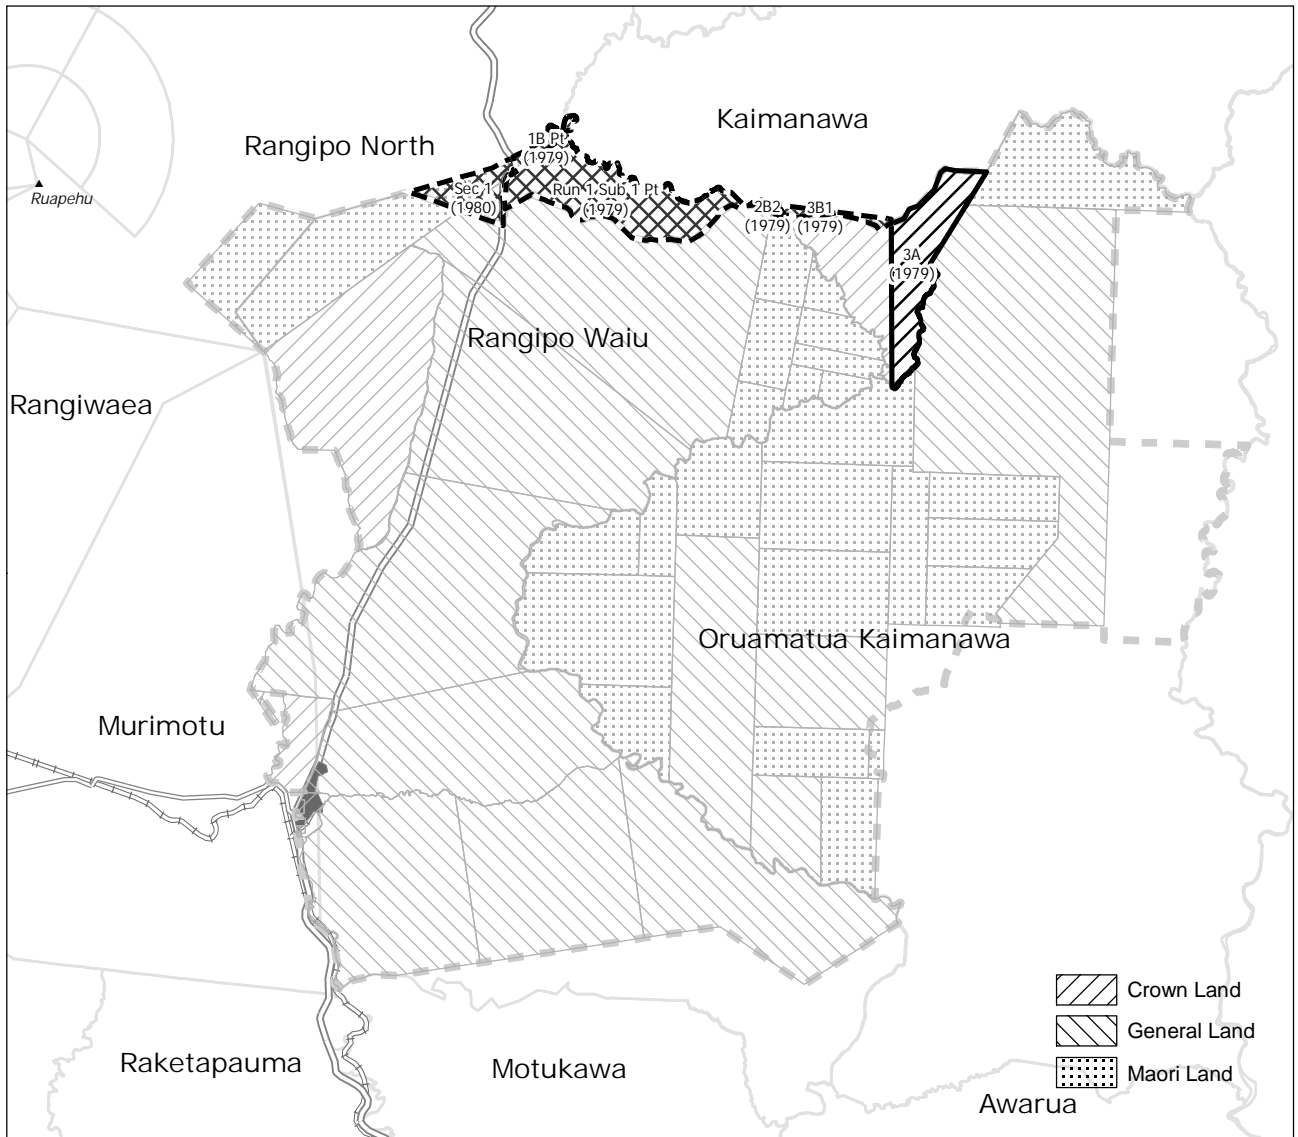 Kaimanawa
Rangipo North
1B Pt
(1979)
Ruapehu
Sec 1
(1980)
Run 1 Sub 1 Pt
(1979)
2B2
(1979)
3B1
(1979)
3A
(1979)
Rangipo Waiu
Rangiwaea
Oruamatua Kaimanawa
Murimotu
Crown Land
General Land
Maori Land
Raketapauma
Motukawa
Awarua